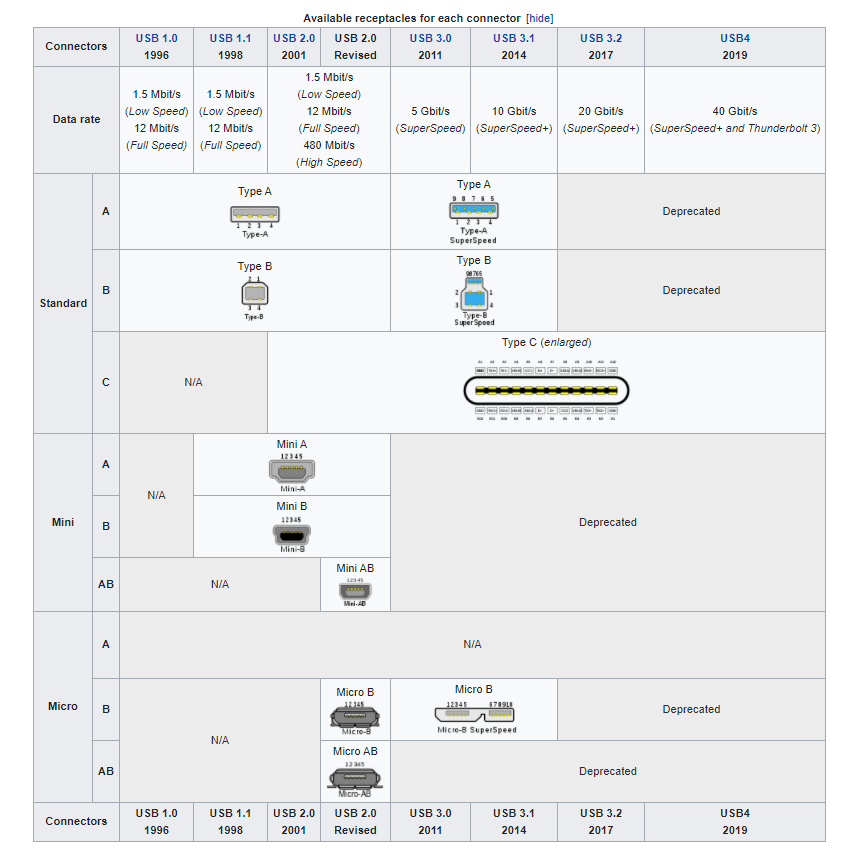 Available receptacles for each connector [hide]
Connectors
USB 1.0
1996
USB 1.1
1998
USB 2.0
2001
USB 2.0
Revised
USB 3.0
2011
USB 3.1
2014
USB 3.2
2017
USB4
2019
Data rate
1.5 Mbit/s
(Low Speed)
12 Mbit/s
(Full Speed)
1.5 Mbit/s
(Low Speed)
12 Mbit/s
(Full Speed)
1.5 Mbit/s
(Low Speed)
12 Mbit/s
(Full Speed)
480 Mbit/s
(High Speed)
5 Gbit/s
(SuperSpeed)
10 Gbit/s
(SuperSpeed+)
20 Gbit/s
(SuperSpeed+)
40 Gbit/s
(SuperSpeed+ and Thunderbolt 3)
Standard
A
Type A
1 2 3 4
Type-A
Type A
9 8 7 6 5
1 2 3 4
Type-A
SuperSpeed
Deprecated
B
Type B
2 1
3 4
Type-B
Type B
98765
2 1
3 4
Type-B
SuperSpeed
Deprecated
C
N/A
Type C (enlarged)
Mini
A
N/A
Mini A
12345
Mini-A
Deprecated
B
Mini B
12345
Mini-B
AB
N/A
Mini AB
12345
Mini-AB
Micro
A
N/A
B
N/A
Micro B
12345
Micro-B
Micro B
12345 678910
Micro-B SuperSpeed
Deprecated
AB
Micro AB
12345
Micro-AB
Deprecated
Connectors
USB 1.0
1996
USB 1.1
1998
USB 2.0
2001
USB 2.0
Revised
USB 3.0
2011
USB 3.1
2014
USB 3.2
2017
USB4
2019